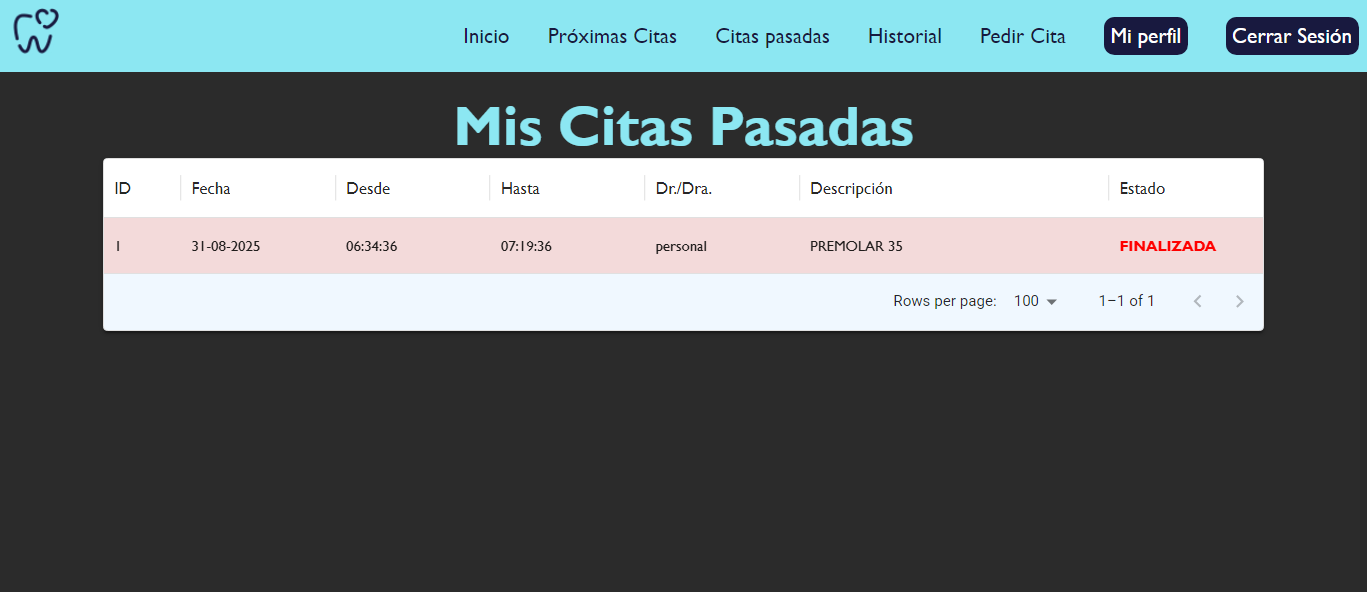 Inicio Próximas Citas Citas pasadas Historial Pedir Cita Mi perfil Cerrar Sesión
Mis Citas Pasadas
ID Fecha Desde Hasta Dr./Dra. Descripción Estado
1 31-08-2025 06:34:36 07:19:36 personal PREMOLAR 35 FINALIZADA
Rows per page: 100 1–1 of 1